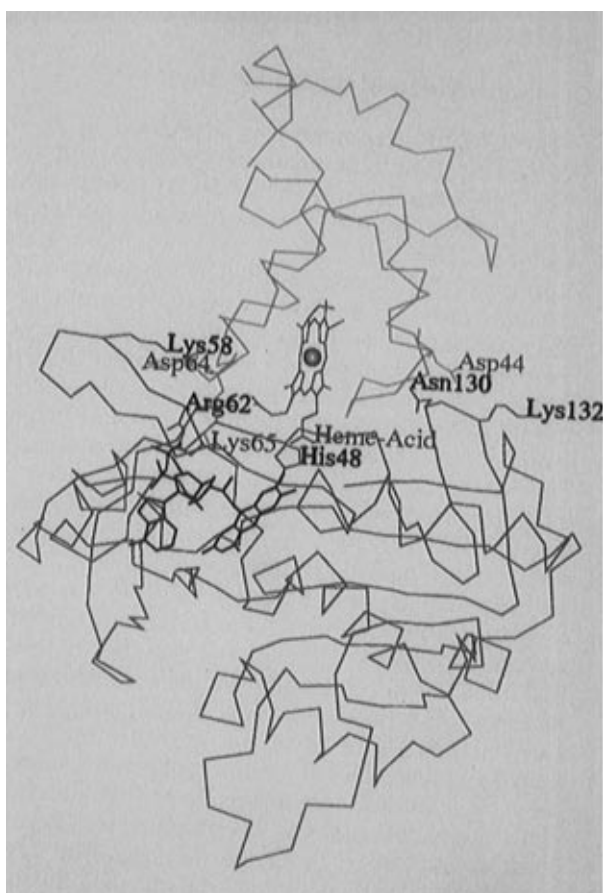 Lys58
Asp64
Asp44
Asn130
Arg62
Lys132
Lys65
Heme-Acid
His48